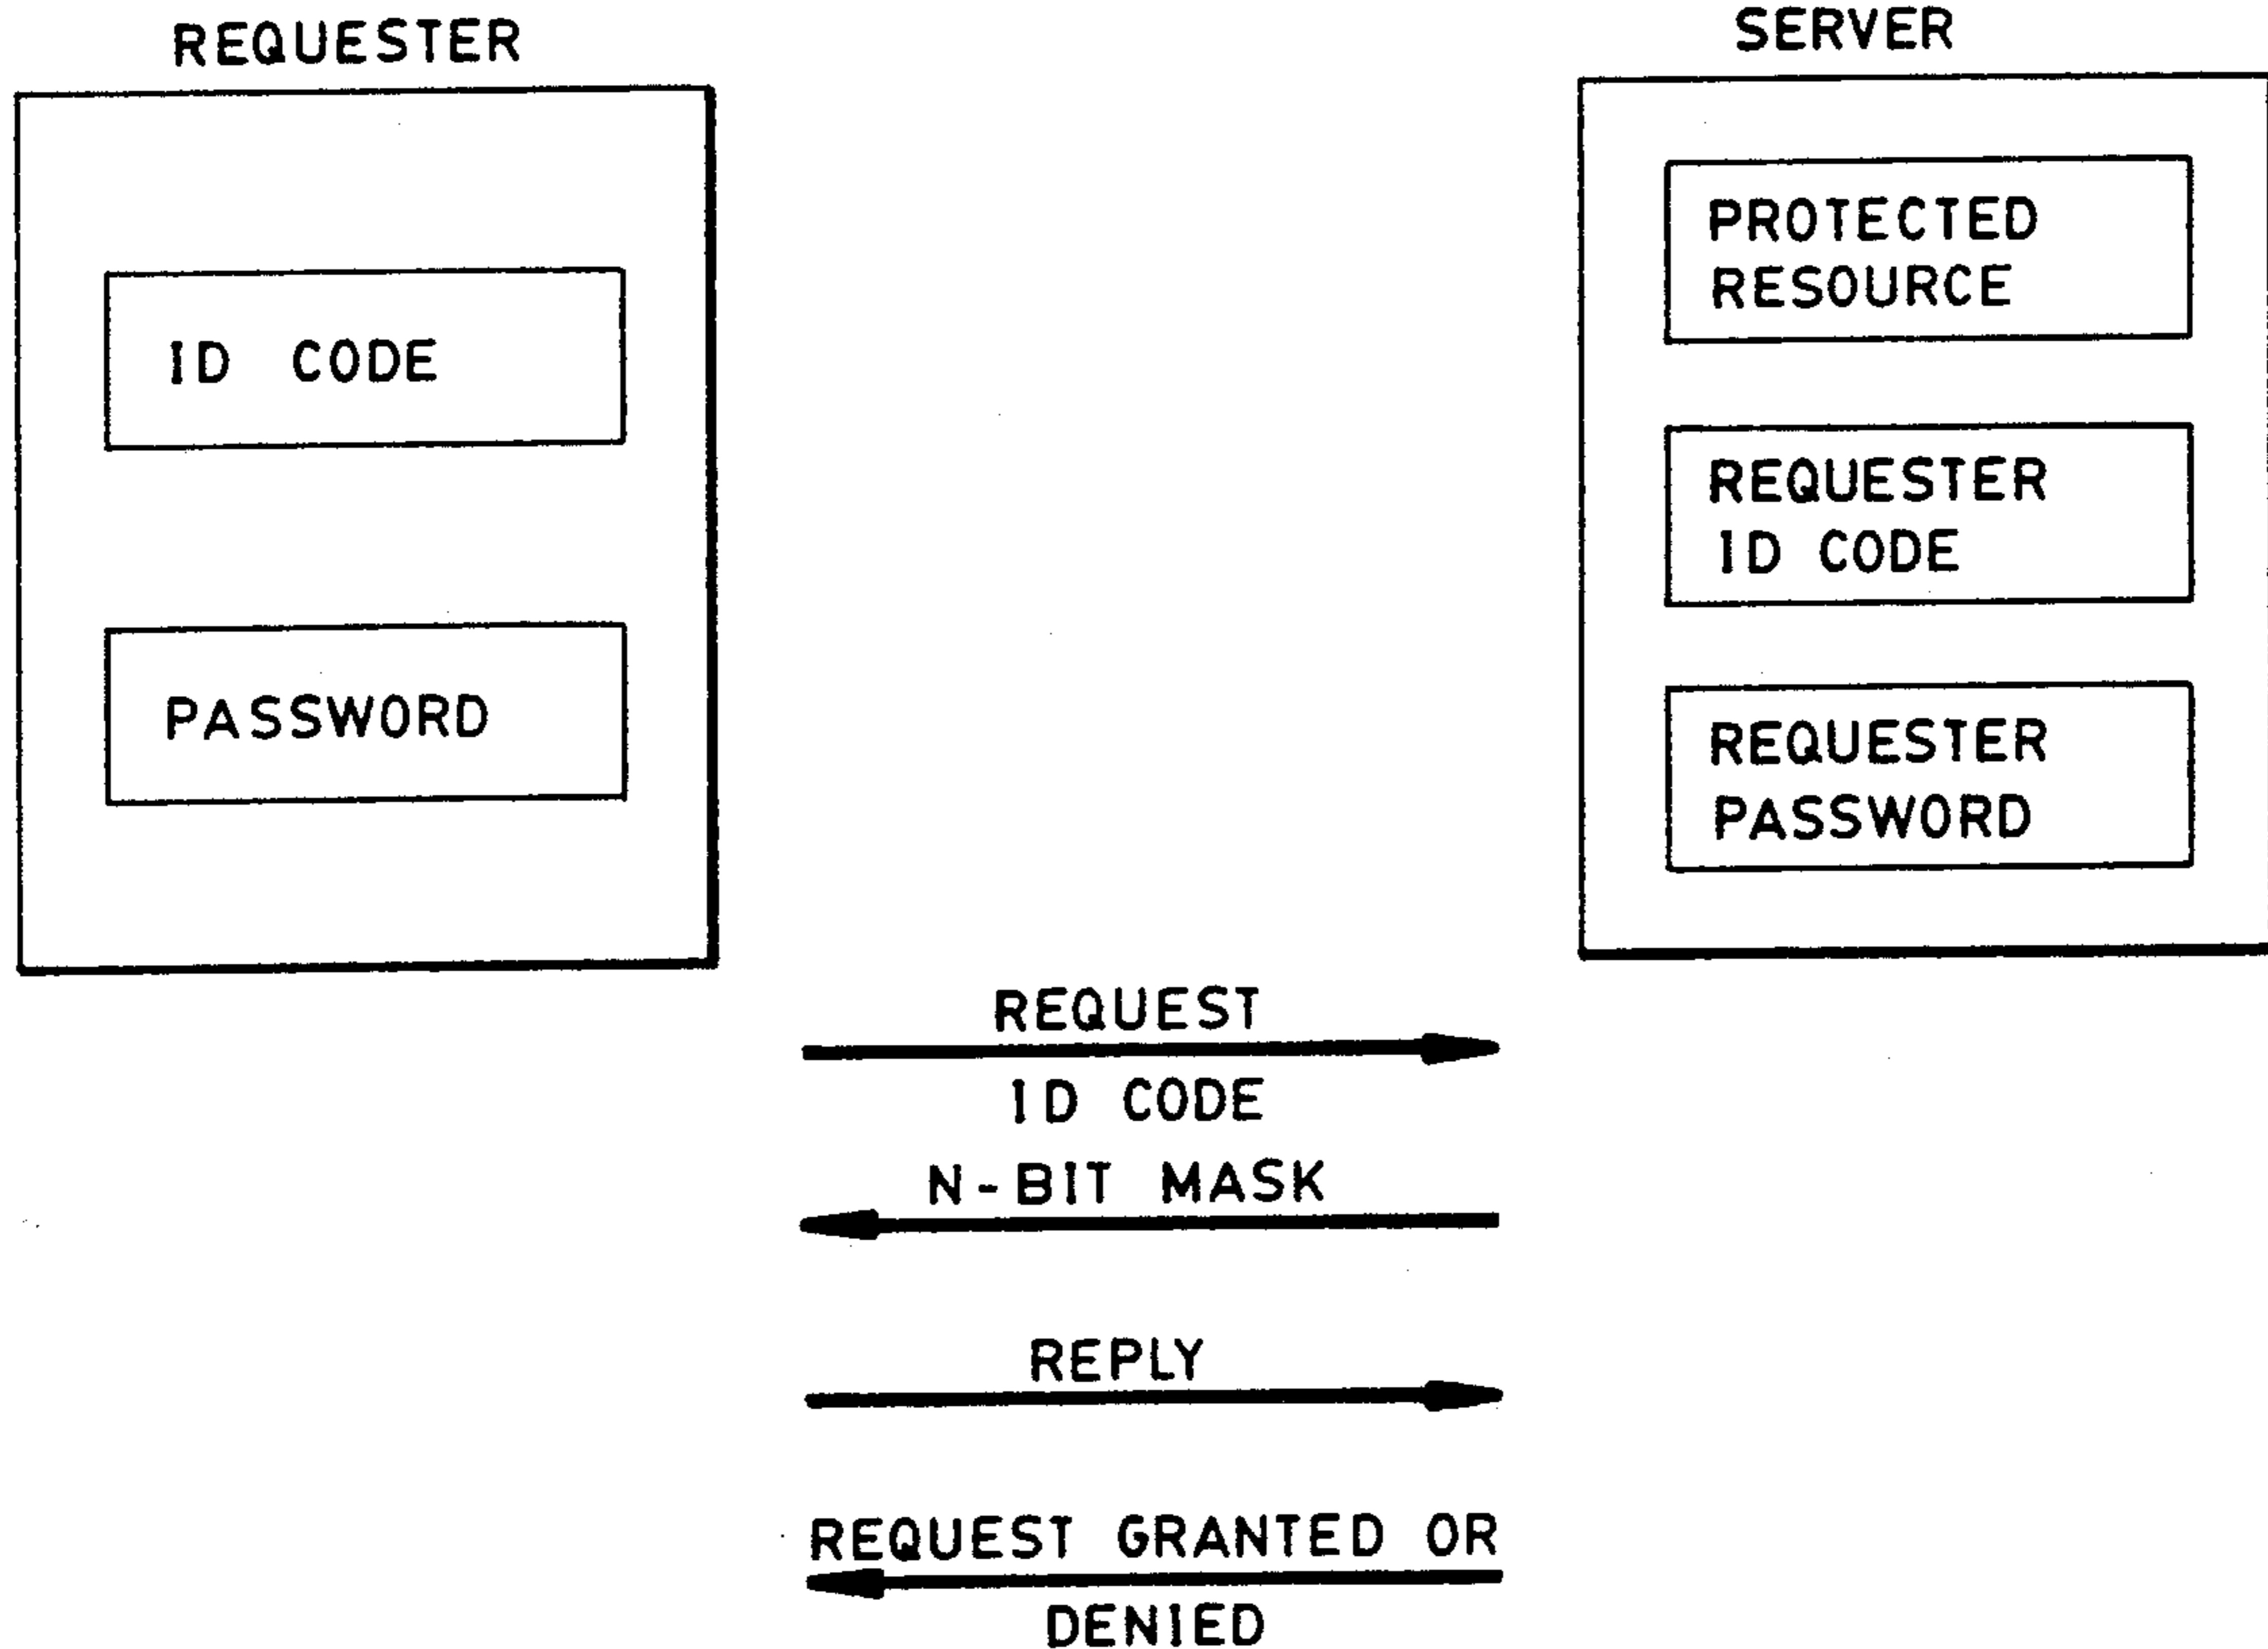 REQUESTER
ID CODE
PASSWORD
SERVER
PROTECTED
RESOURCE
REQUESTER
ID CODE
REQUESTER
PASSWORD
REQUEST
ID CODE
N-BIT MASK
REPLY
REQUEST GRANTED OR
DENIED